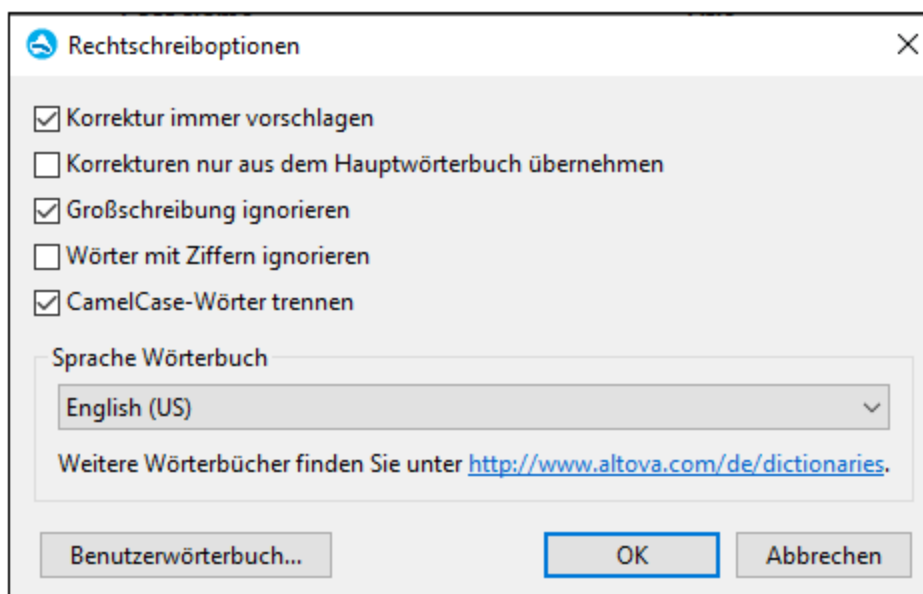 Rechtschreiboptionen
Korrektur immer vorschlagen
Korrekturen nur aus dem Hauptwörterbuch übernehmen
Großschreibung ignorieren
Wörter mit Ziffern ignorieren
CamelCase-Wörter trennen
Sprache Wörterbuch
English (US)
Weitere Wörterbücher finden Sie unter http://www.altova.com/de/dictionaries.
Benutzerwörterbuch... OK Abbrechen